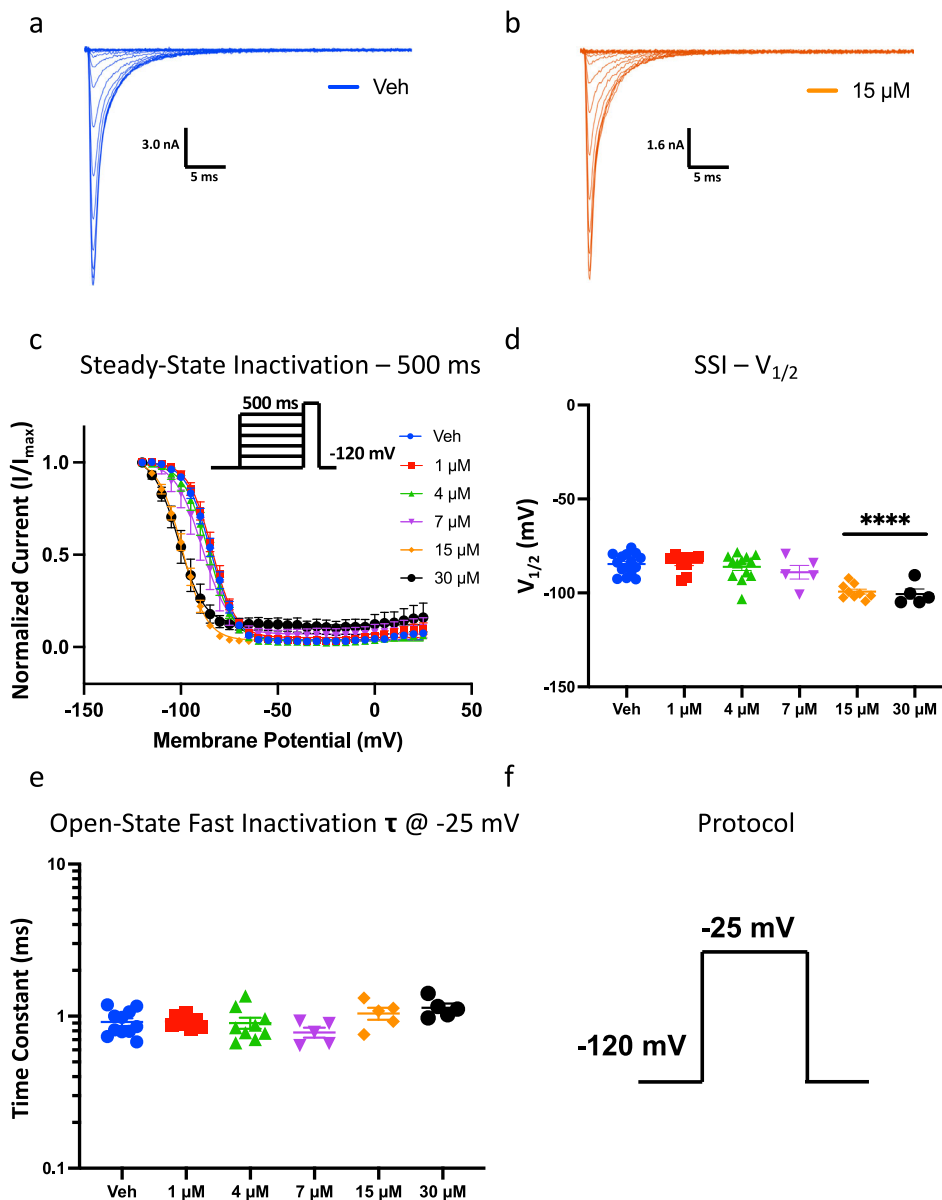 a
b
Veh
15 µM
3.0 nA
5 ms
1.6 nA
5 ms
c
d
Steady-State Inactivation – 500 ms
SSI – V1/2
500 ms
-120 mV
Veh
1 µM
4 µM
7 µM
15 µM
30 µM
Normalized Current (I/Imax)
1.0
0.5
0.0
-150
-100
-50
0
50
Membrane Potential (mV)
V1/2 (mV)
0
-50
-100
-150
****
Veh
1 µM
4 µM
7 µM
15 µM
30 µM
e
f
Open-State Fast Inactivation τ @ -25 mV
Protocol
Time Constant (ms)
10
1
0.1
Veh
1 µM
4 µM
7 µM
15 µM
30 µM
-25 mV
-120 mV